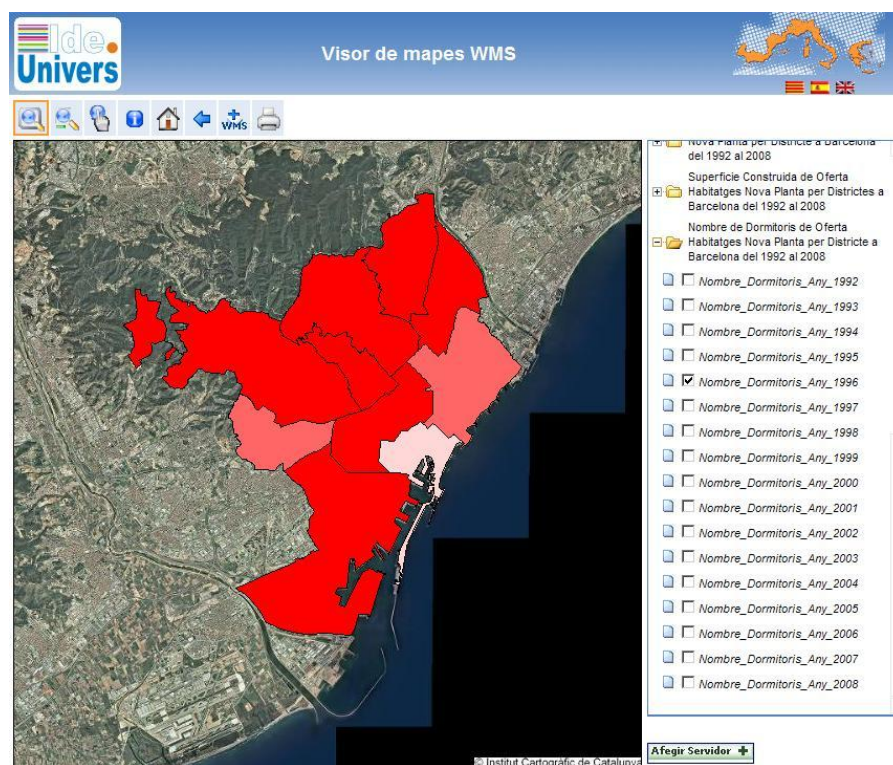 Ide
Univers
Visor de mapes WMS
WMS
Nova Planta per Districte a Barcelona
del 1992 al 2008
Superficie Construida de Oferta
Habitatges Nova Planta per Districtes a
Barcelona del 1992 al 2008
Nombre de Dormitoris de Oferta
Habitatges Nova Planta per Districte a
Barcelona del 1992 al 2008
Nombre_Dormitoris_Any_1992
Nombre_Dormitoris_Any_1993
Nombre_Dormitoris_Any_1994
Nombre_Dormitoris_Any_1995
Nombre_Dormitoris_Any_1996
Nombre_Dormitoris_Any_1997
Nombre_Dormitoris_Any_1998
Nombre_Dormitoris_Any_1999
Nombre_Dormitoris_Any_2000
Nombre_Dormitoris_Any_2001
Nombre_Dormitoris_Any_2002
Nombre_Dormitoris_Any_2003
Nombre_Dormitoris_Any_2004
Nombre_Dormitoris_Any_2005
Nombre_Dormitoris_Any_2006
Nombre_Dormitoris_Any_2007
Nombre_Dormitoris_Any_2008
Afegir Servidor
© Institut Cartogràfic de Catalunya